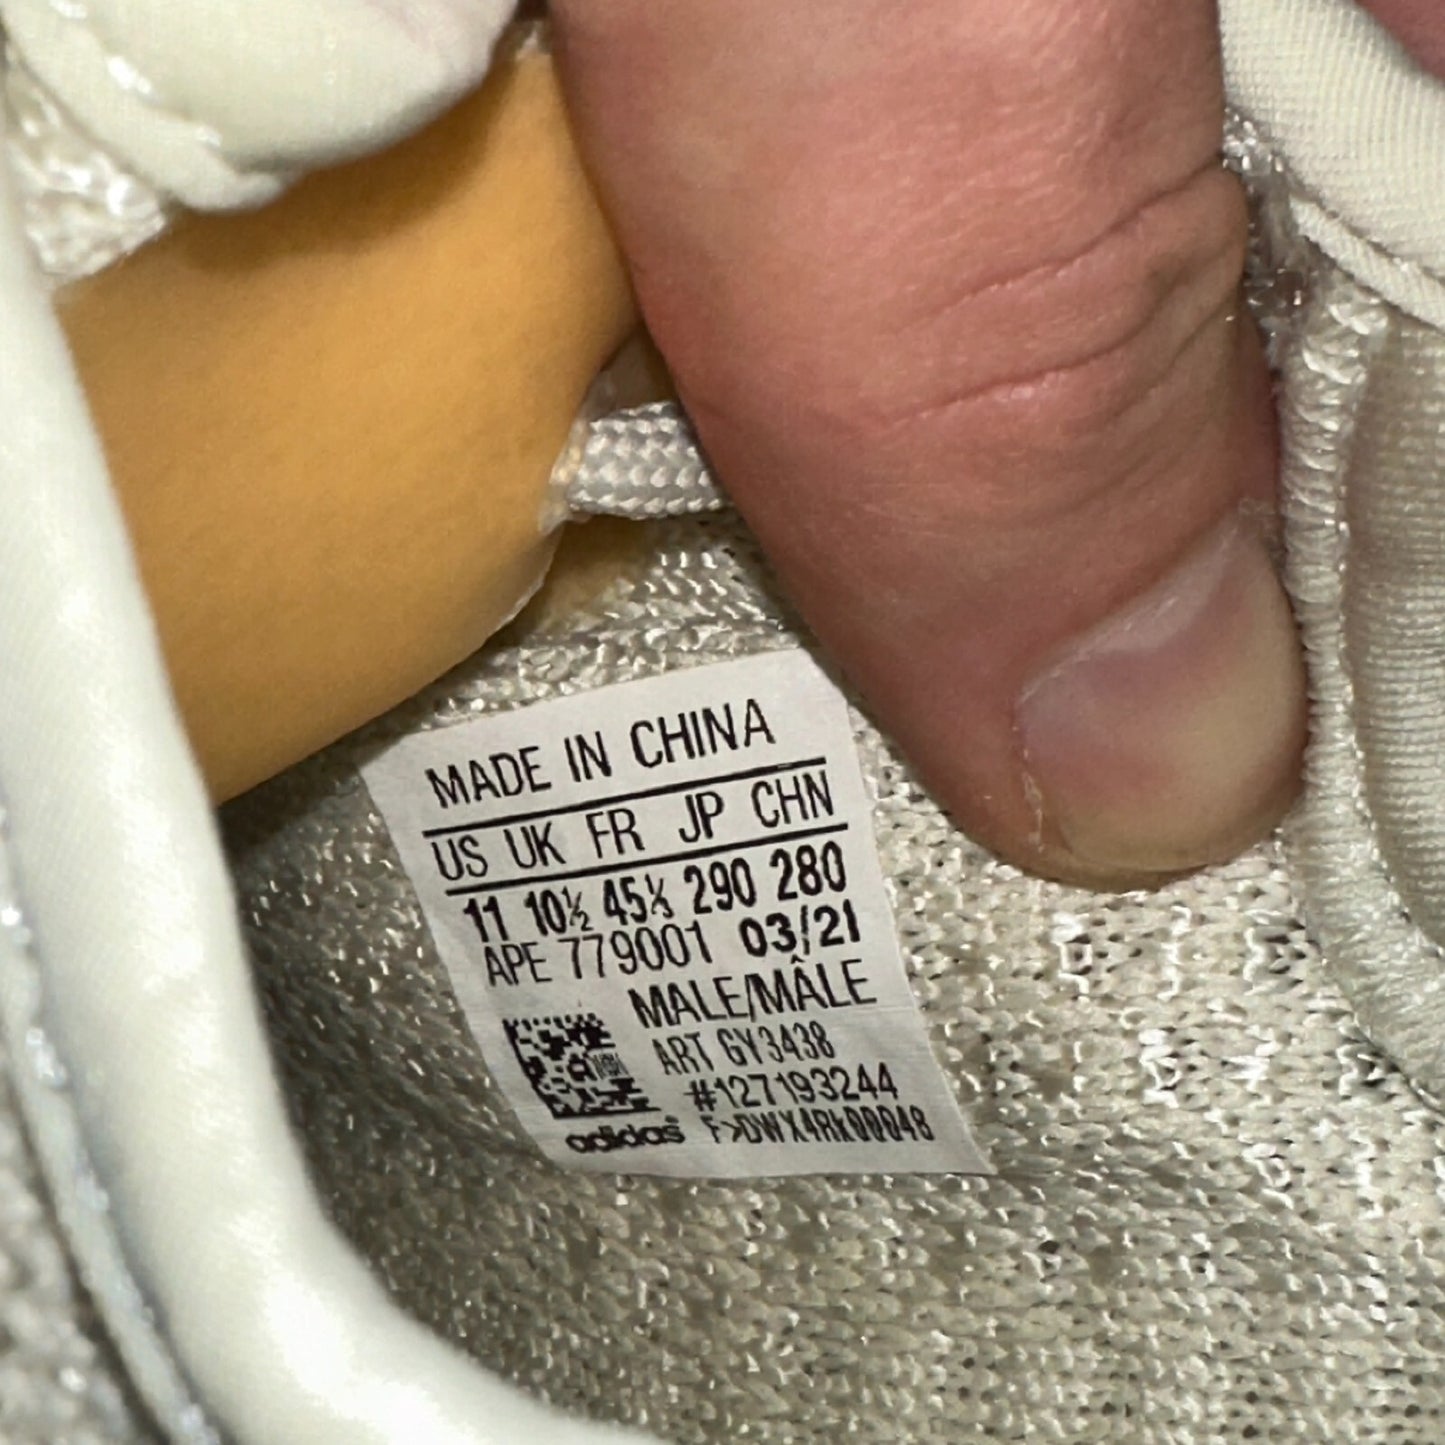 MADE IN CHINA
US UK FR JP CHN
11 10½ 45⅓ 290 280
APE 779001 03/21
MALE/MÂLE
ART GY3438
#127193244
adidas F>DWX4Rk00048